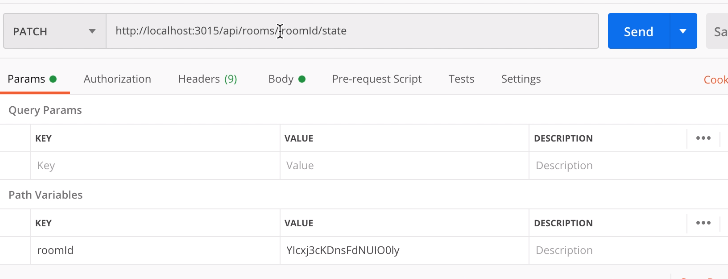 PATCH http://localhost:3015/api/rooms/:roomId/state Send Sa
Params Authorization Headers (9) Body Pre-request Script Tests Settings Cook
Query Params
KEY VALUE DESCRIPTION
Key Value Description
Path Variables
KEY VALUE DESCRIPTION
roomId YIcxj3cKDnsFdNUIO0ly Description